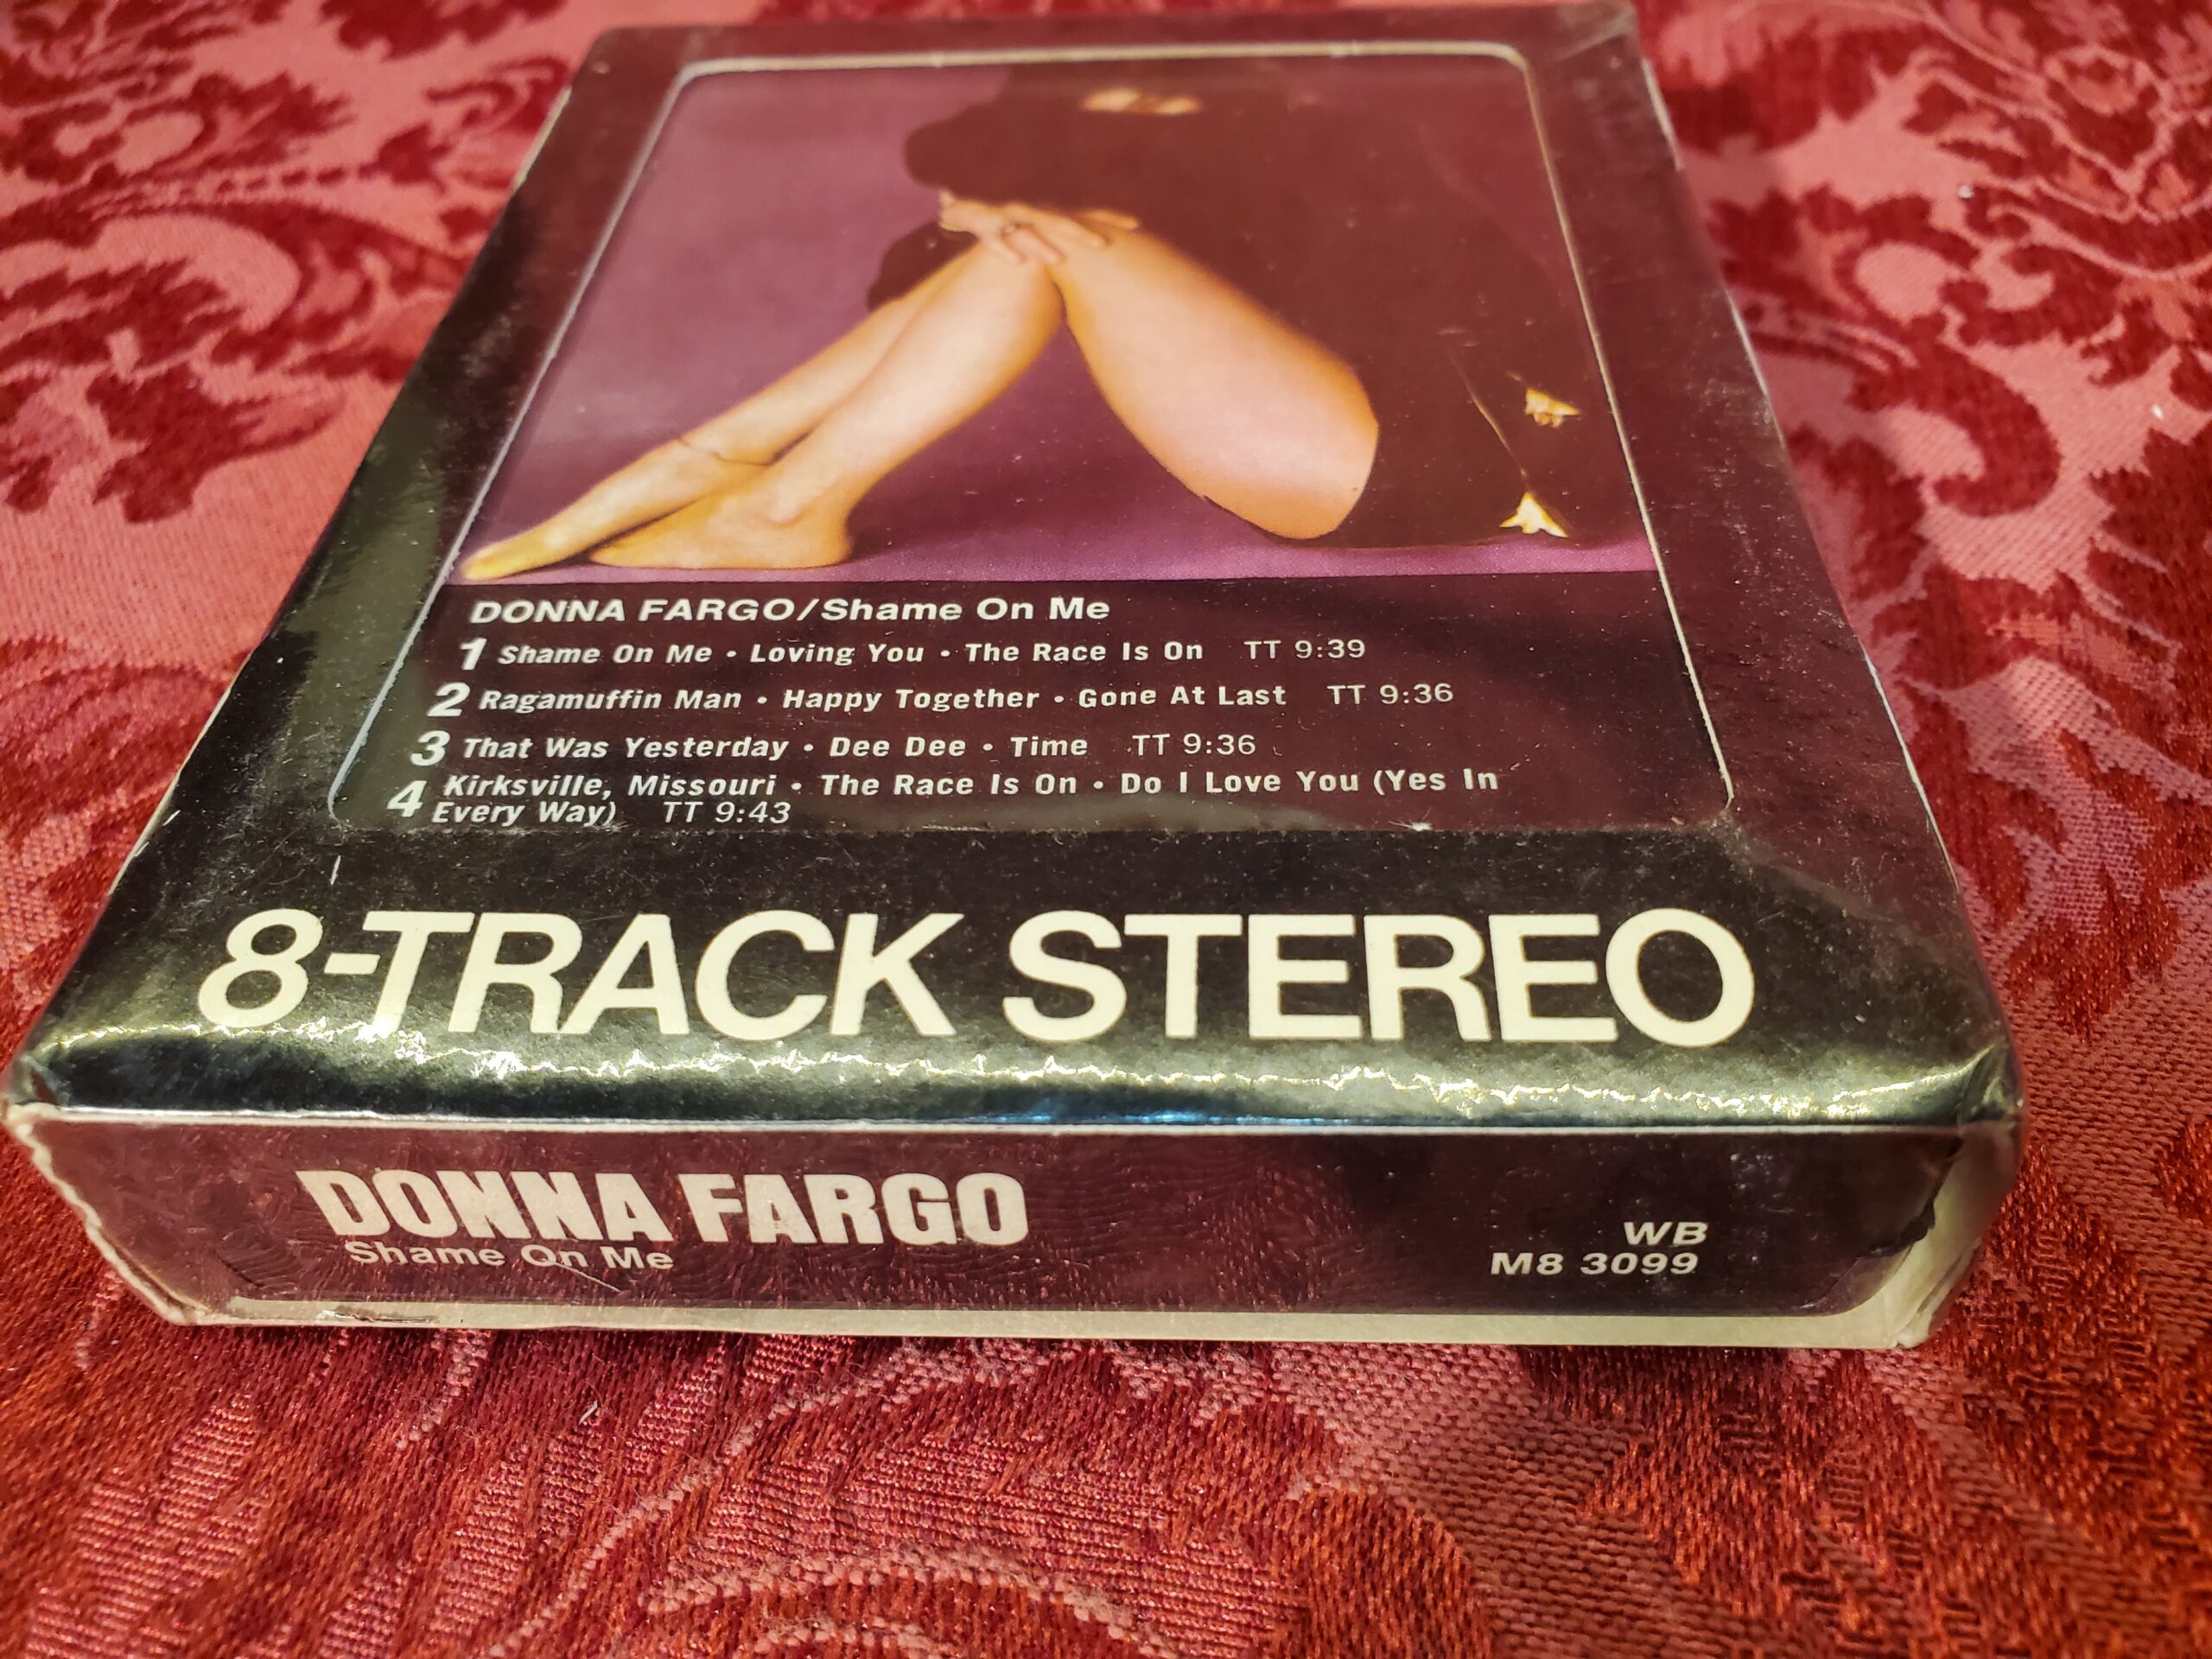 DONNA FARGO/Shame On Me
1 Shame On Me • Loving You • The Race Is On TT 9:39
2 Ragamuffin Man • Happy Together • Gone At Last TT 9:36
3 That Was Yesterday • Dee Dee • Time TT 9:36
4 Kirksville, Missouri • The Race Is On • Do I Love You (Yes In
Every Way) TT 9:43
8-TRACK STEREO
DONNA FARGO
Shame On Me
WB
M8 3099